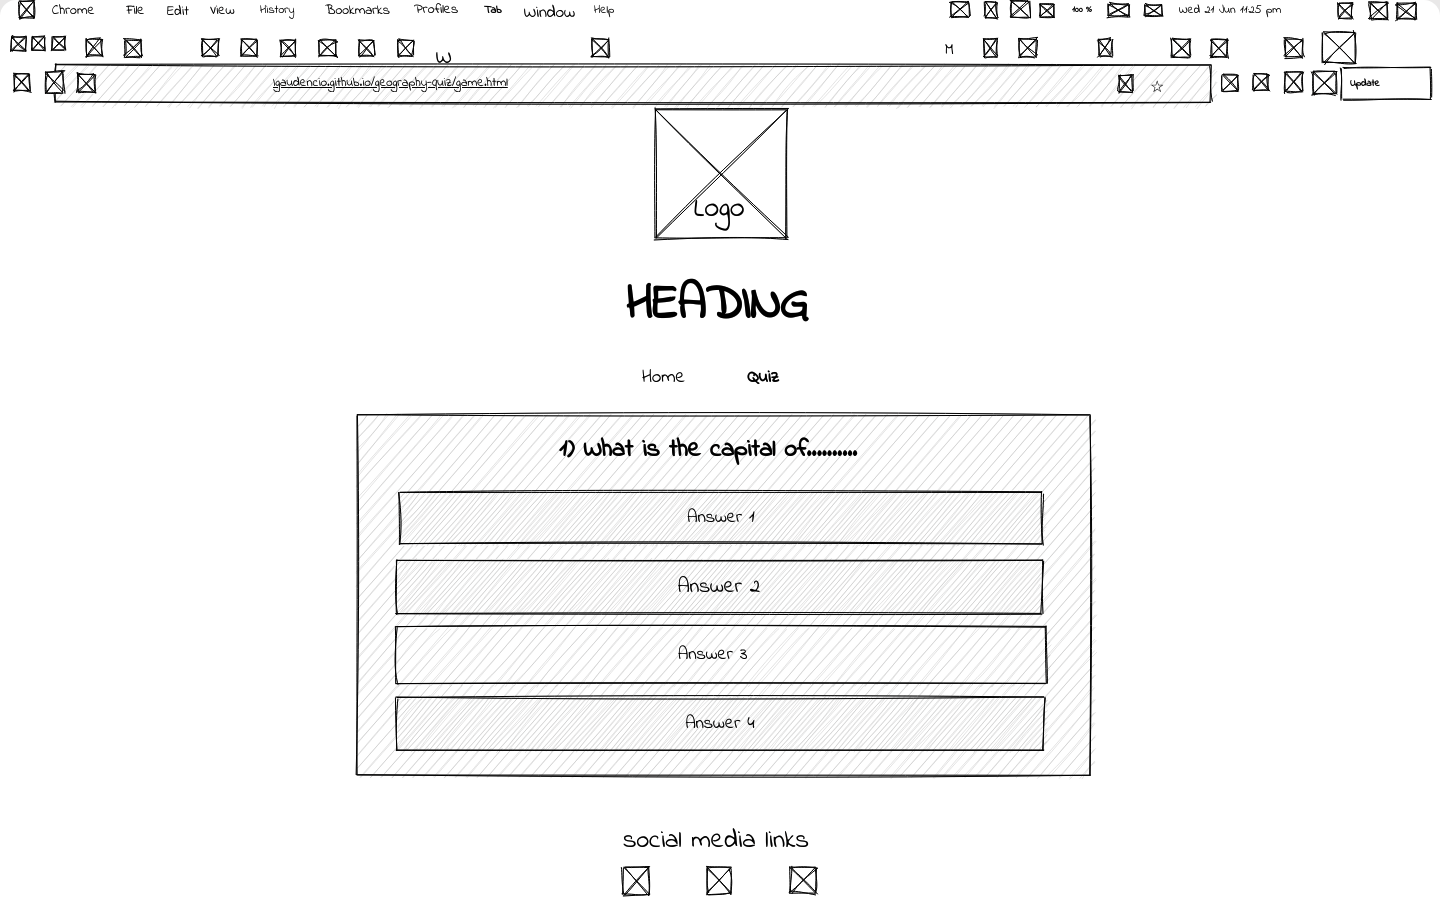 Chrome File Edit View History Bookmarks Profiles Tab Window Help 100 % Wed 21 Jun 11:25 pm
W M
lgaudencio.github.io/geography-quiz/game.html ☆ Update
Logo
HEADING
Home Quiz
1) What is the capital of..........
Answer 1
Answer 2
Answer 3
Answer 4
social media links